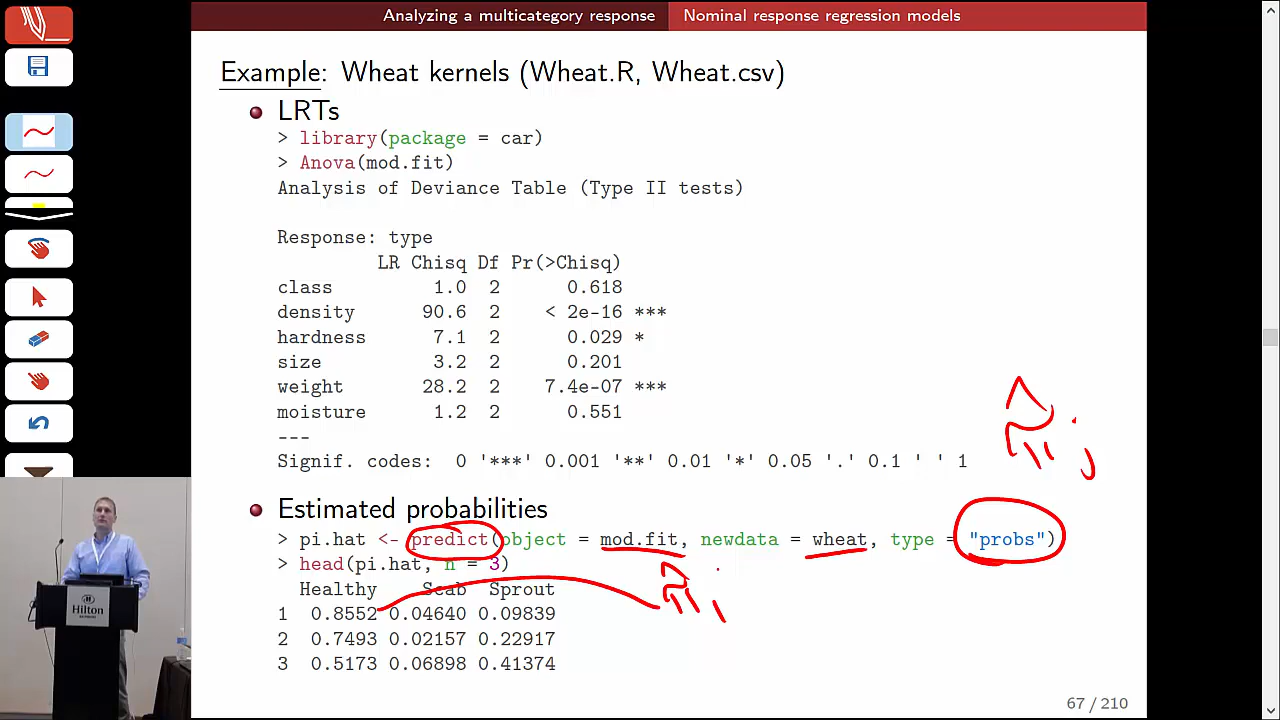 Analyzing a multicategory response Nominal response regression models
Example: Wheat kernels (Wheat.R, Wheat.csv)
LRTs
> library(package = car)
> Anova(mod.fit)
Analysis of Deviance Table (Type II tests)
Response: type
LR Chisq Df Pr(>Chisq)
class 1.0 2 0.618
density 90.6 2 < 2e-16 ***
hardness 7.1 2 0.029 *
size 3.2 2 0.201
weight 28.2 2 7.4e-07 ***
moisture 1.2 2 0.551
---
Signif. codes: 0 '***' 0.001 '**' 0.01 '*' 0.05 '.' 0.1 ' ' 1
π̂ j
Estimated probabilities
> pi.hat <- predict(object = mod.fit, newdata = wheat, type = "probs")
> head(pi.hat, n = 3)
Healthy Scab Sprout
π̂ 1
1 0.8552 0.04640 0.09839
2 0.7493 0.02157 0.22917
3 0.5173 0.06898 0.41374
67 / 210
Hilton